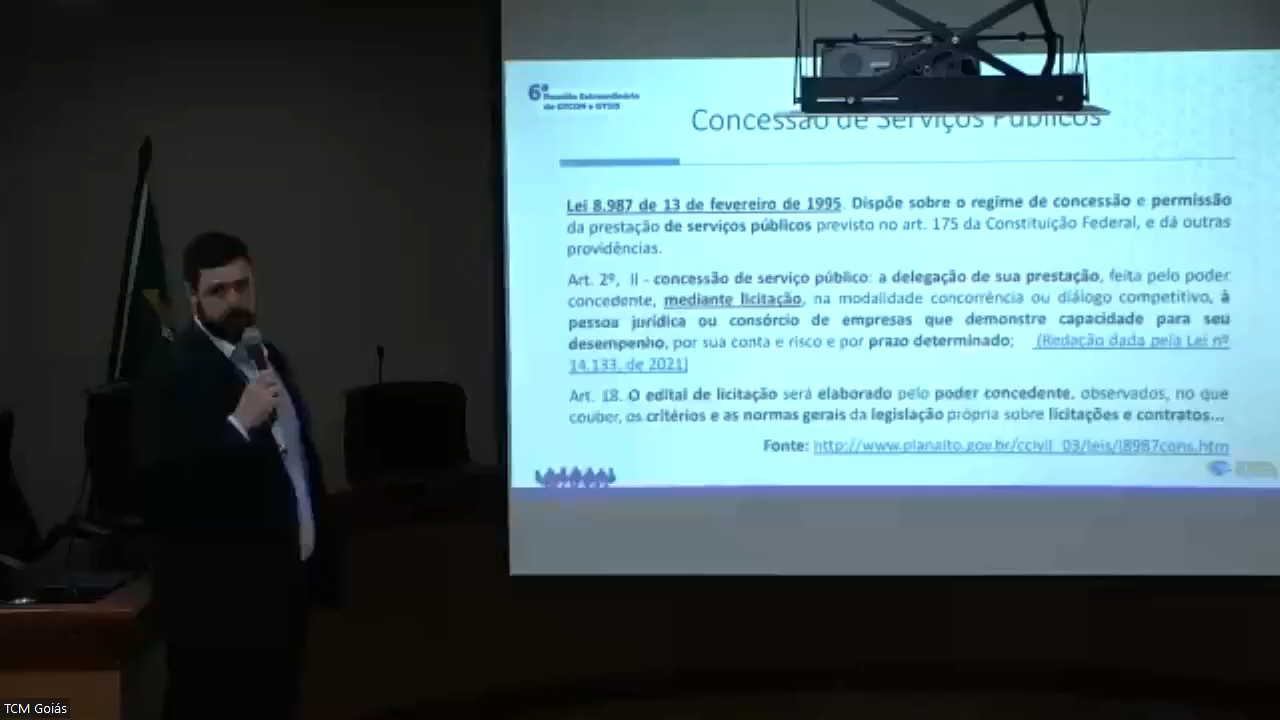 6ª Reunião Extraordinária
da GTCON e GTSIS
Concessão de Serviços Públicos
Lei 8.987 de 13 de fevereiro de 1995. Dispõe sobre o regime de concessão e permissão
da prestação de serviços públicos previsto no art. 175 da Constituição Federal, e dá outras
providências.
Art. 2º, II - concessão de serviço público: a delegação de sua prestação, feita pelo poder
concedente, mediante licitação, na modalidade concorrência ou diálogo competitivo, à
pessoa jurídica ou consórcio de empresas que demonstre capacidade para seu
desempenho, por sua conta e risco e por prazo determinado; (Redação dada pela Lei nº
14.133, de 2021)
Art. 18. O edital de licitação será elaborado pelo poder concedente, observados, no que
couber, os critérios e as normas gerais da legislação própria sobre licitações e contratos...
Fonte: http://www.planalto.gov.br/ccivil_03/leis/l8987cons.htm
TCM Goiás